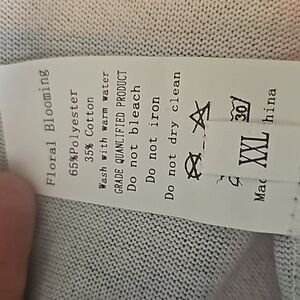 Floral Blooming
65%Polyester
35% Cotton
Wash with warm water
GRADE QUANLIFIED PRODUCT
Do not bleach
Do not iron
Do not dry clean
30
XXL
hina